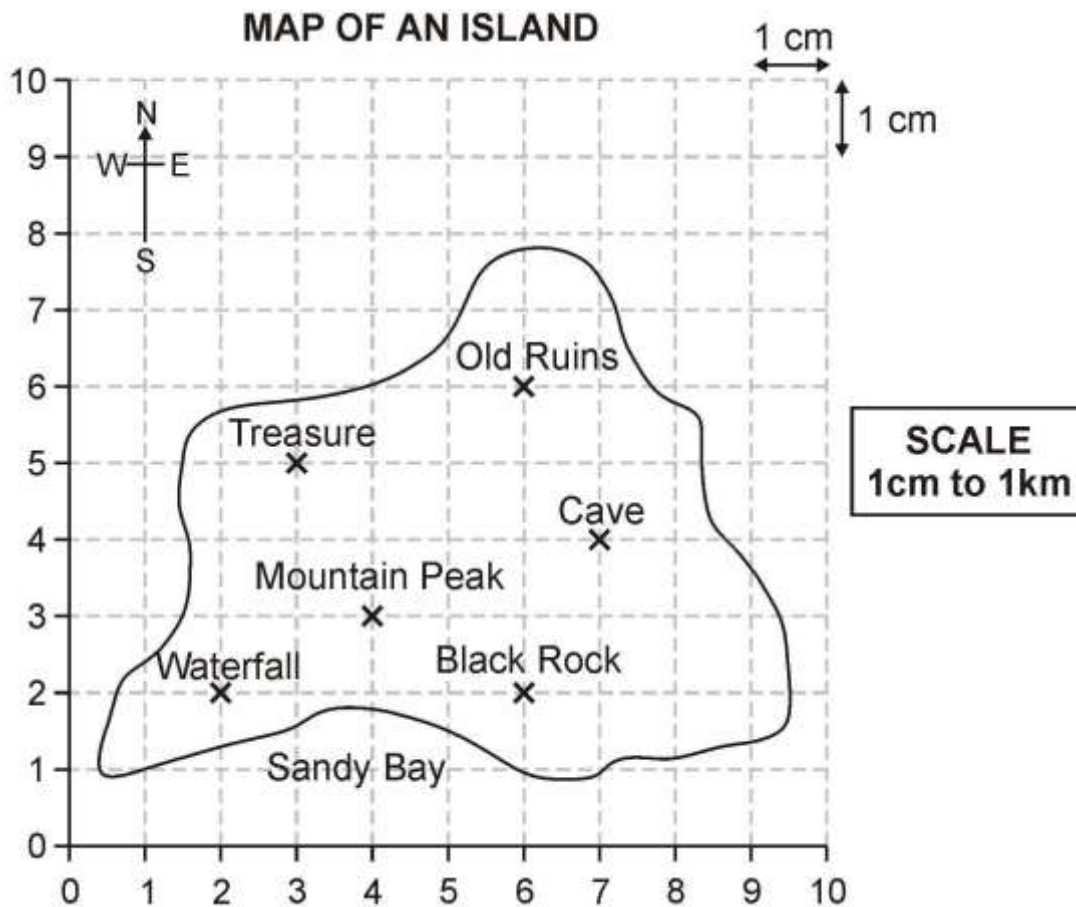 MAP OF AN ISLAND
1 cm
1 cm
10
9
8
7
6
5
4
3
2
1
0
N
W E
S
Old Ruins
Treasure
Cave
Mountain Peak
Waterfall
Black Rock
Sandy Bay
SCALE
1cm to 1km
0 1 2 3 4 5 6 7 8 9 10